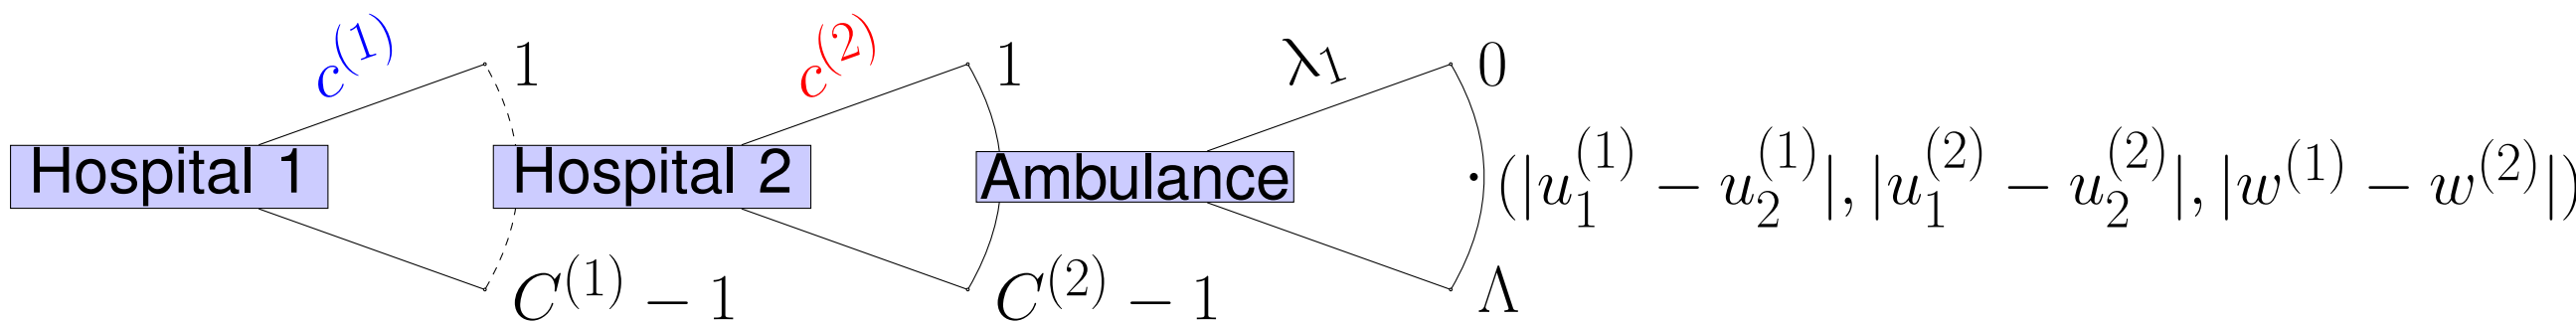 c^{(1)} 1 c^{(2)} 1 λ_1 0
Hospital 1 Hospital 2 Ambulance (|u_1^{(1)} − u_2^{(1)}|, |u_1^{(2)} − u_2^{(2)}|, |w^{(1)} − w^{(2)}|)
C^{(1)} − 1 C^{(2)} − 1 Λ